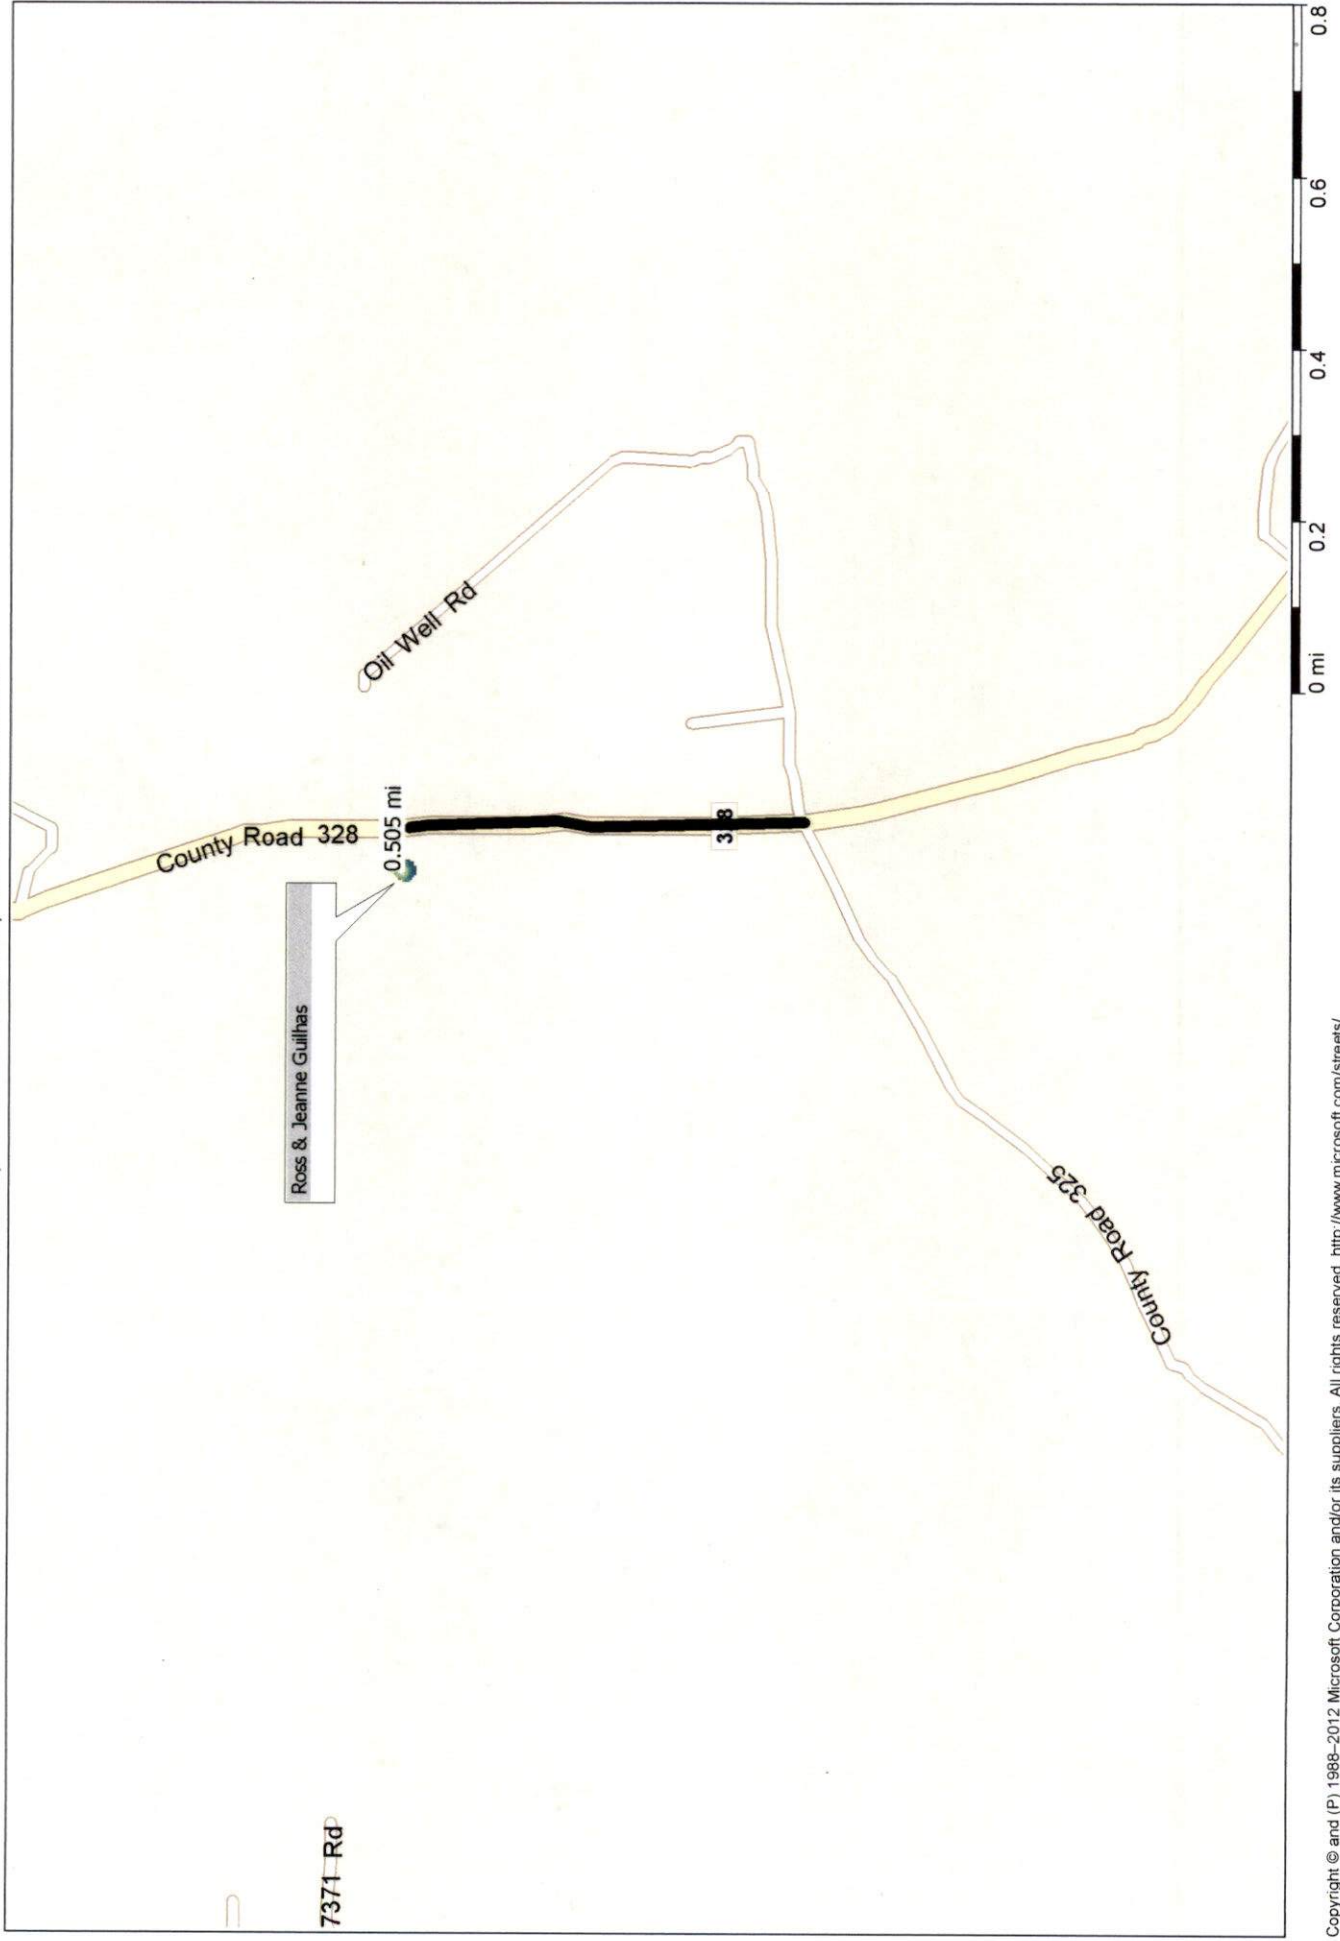 7371 Rd
County Road 328
0.505 mi
Ross & Jeanne Guilhas
Oil Well Rd
328
County Road 325
0 mi
0.2
0.4
0.6
0.8
Copyright © and (P) 1988–2012 Microsoft Corporation and/or its suppliers. All rights reserved. http://www.microsoft.com/streets/